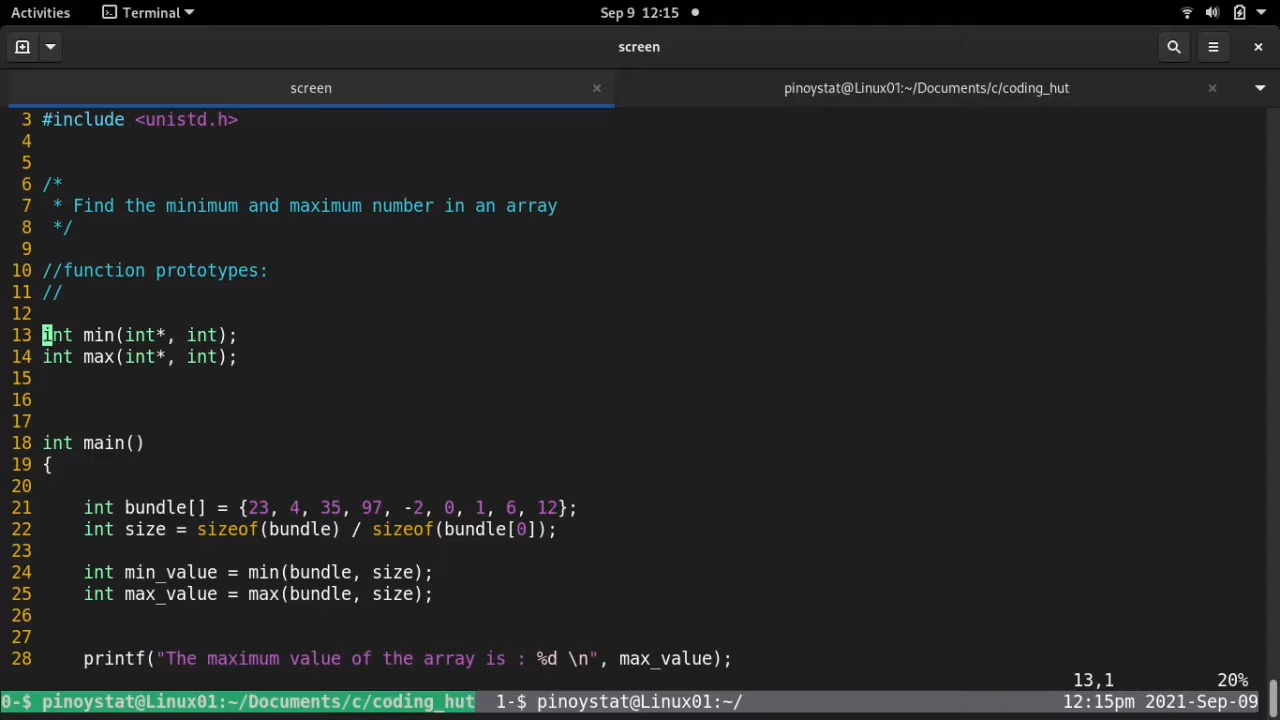 Activities Terminal Sep 9 12:15
screen
screen pinoystat@Linux01:~/Documents/c/coding_hut
3 #include <unistd.h>
4
5
6 /*
7  * Find the minimum and maximum number in an array
8  */
9
10 //function prototypes:
11 //
12
13 int min(int*, int);
14 int max(int*, int);
15
16
17
18 int main()
19 {
20
21     int bundle[] = {23, 4, 35, 97, -2, 0, 1, 6, 12};
22     int size = sizeof(bundle) / sizeof(bundle[0]);
23
24     int min_value = min(bundle, size);
25     int max_value = max(bundle, size);
26
27
28     printf("The maximum value of the array is : %d \n", max_value);
13,1 20%
0-$ pinoystat@Linux01:~/Documents/c/coding_hut 1-$ pinoystat@Linux01:~/ 12:15pm 2021-Sep-09